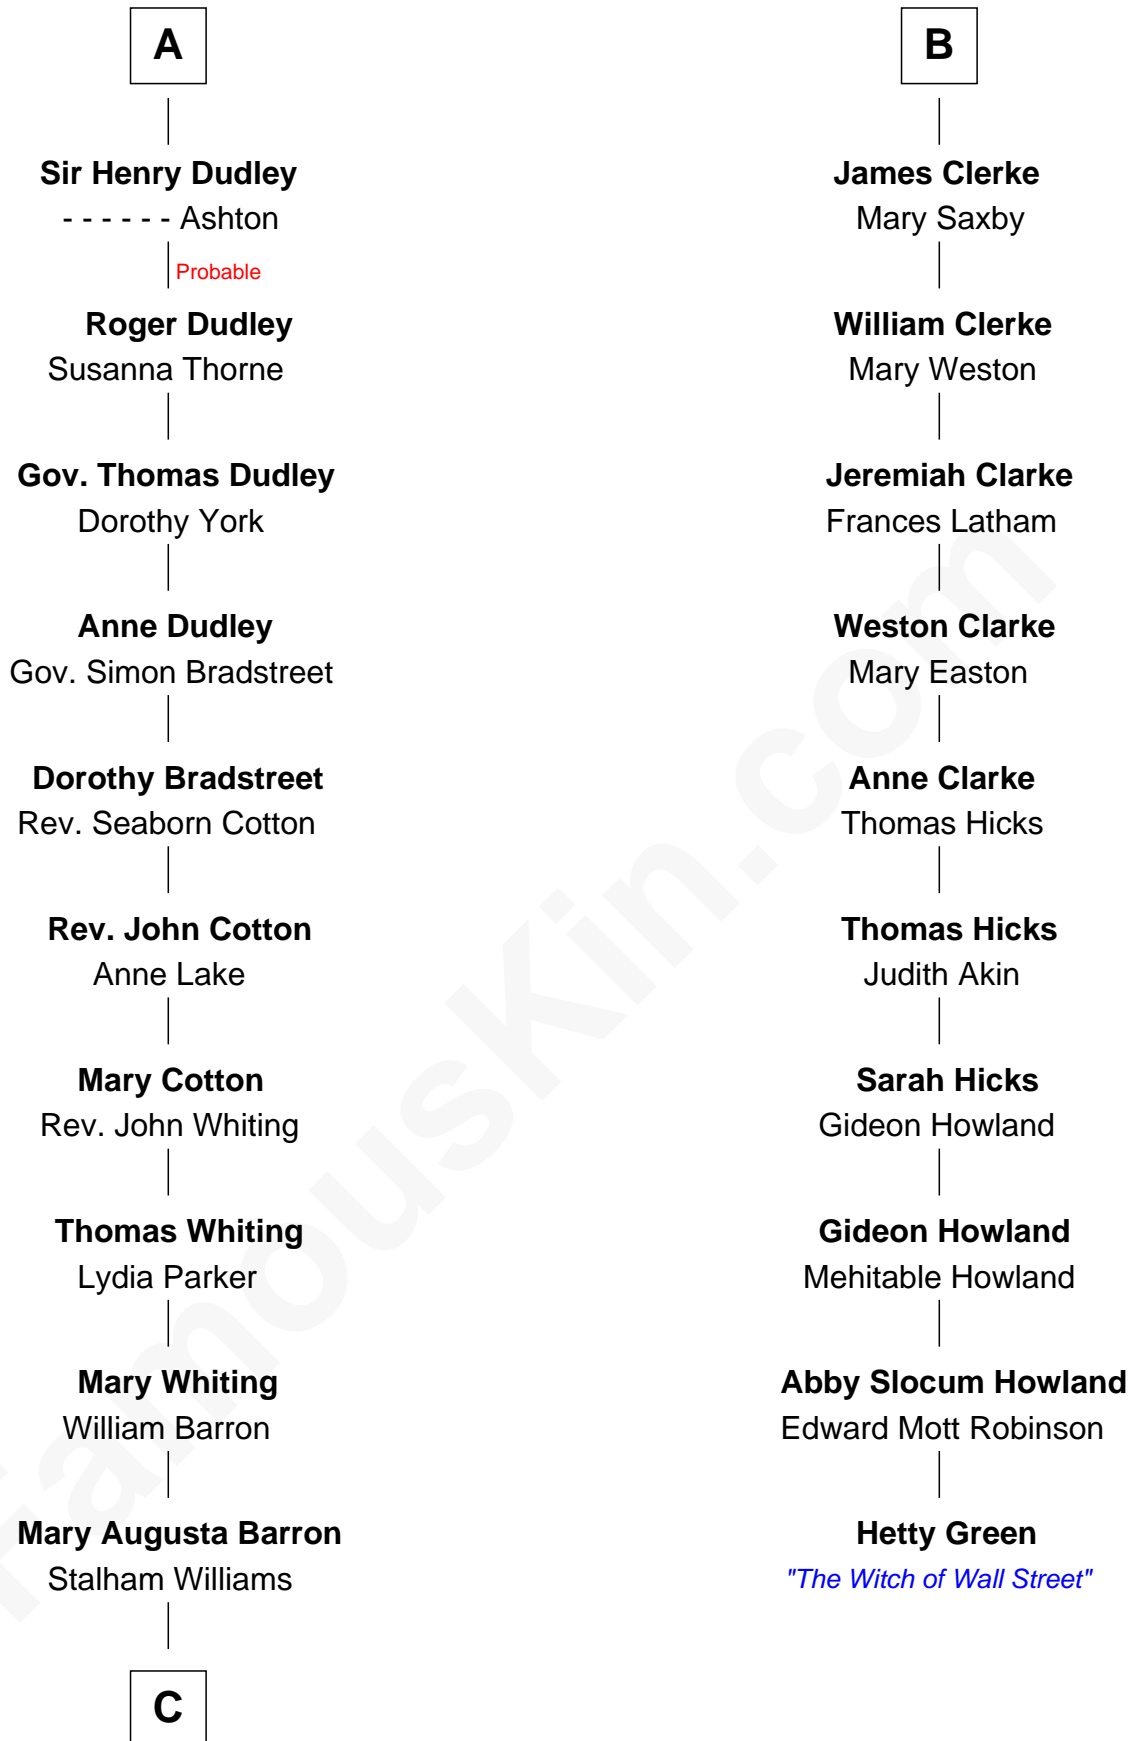 A
Sir Henry Dudley
- - - - - - Ashton
Probable
Roger Dudley
Susanna Thorne
Gov. Thomas Dudley
Dorothy York
Anne Dudley
Gov. Simon Bradstreet
Dorothy Bradstreet
Rev. Seaborn Cotton
Rev. John Cotton
Anne Lake
Mary Cotton
Rev. John Whiting
Thomas Whiting
Lydia Parker
Mary Whiting
William Barron
Mary Augusta Barron
Stalham Williams
C
B
James Clerke
Mary Saxby
William Clerke
Mary Weston
Jeremiah Clarke
Frances Latham
Weston Clarke
Mary Easton
Anne Clarke
Thomas Hicks
Thomas Hicks
Judith Akin
Sarah Hicks
Gideon Howland
Gideon Howland
Mehitable Howland
Abby Slocum Howland
Edward Mott Robinson
Hetty Green
"The Witch of Wall Street"
FamousKin.com